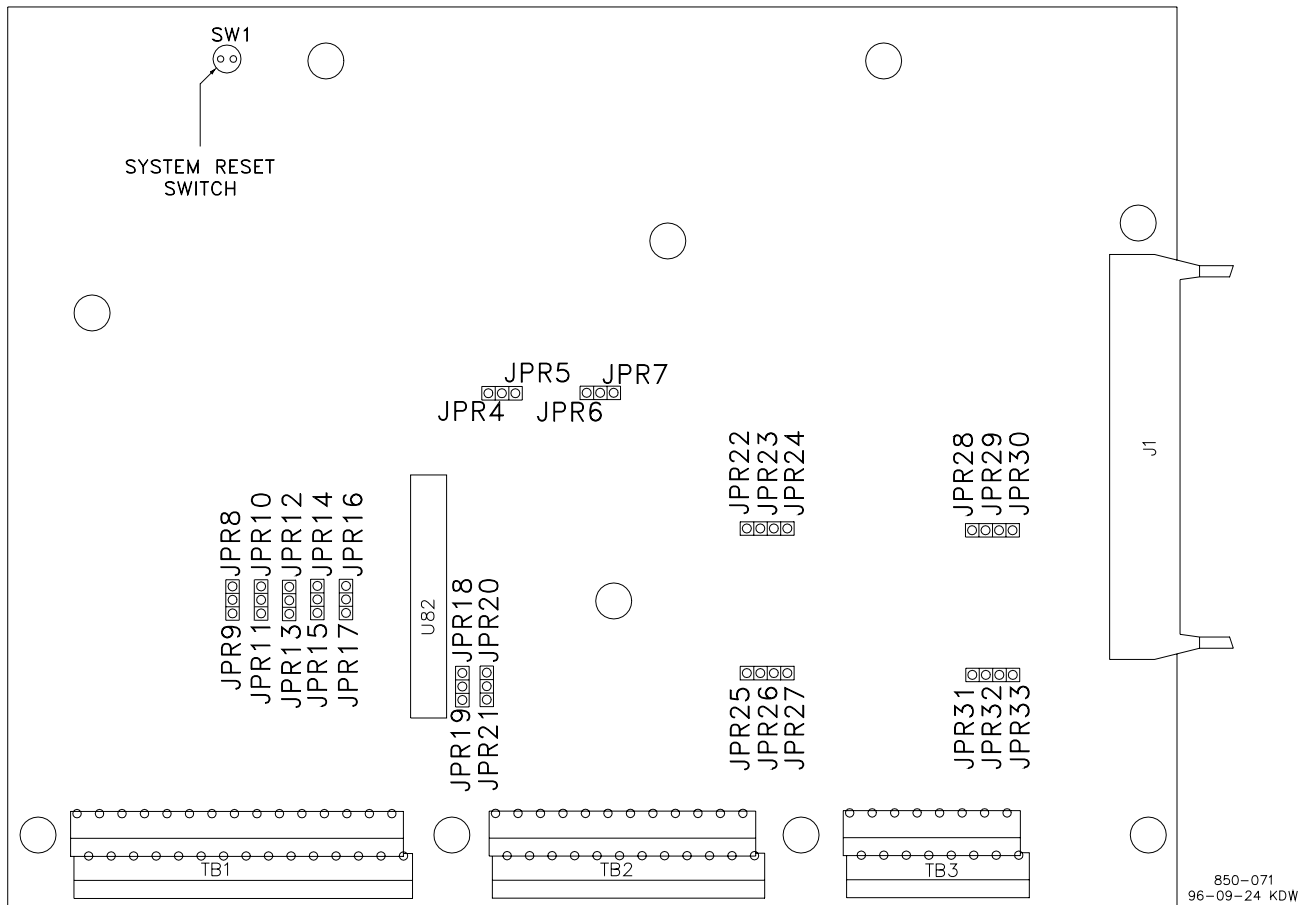 SW1
SYSTEM RESET
SWITCH
JPR5
JPR7
JPR4
JPR6
JPR22
JPR23
JPR24
JPR28
JPR29
JPR30
J1
JPR8
JPR10
JPR12
JPR14
JPR16
U82
JPR18
JPR20
JPR9
JPR11
JPR13
JPR15
JPR17
JPR19
JPR21
JPR25
JPR26
JPR27
JPR31
JPR32
JPR33
TB1
TB2
TB3
850-071
96-09-24 KDW